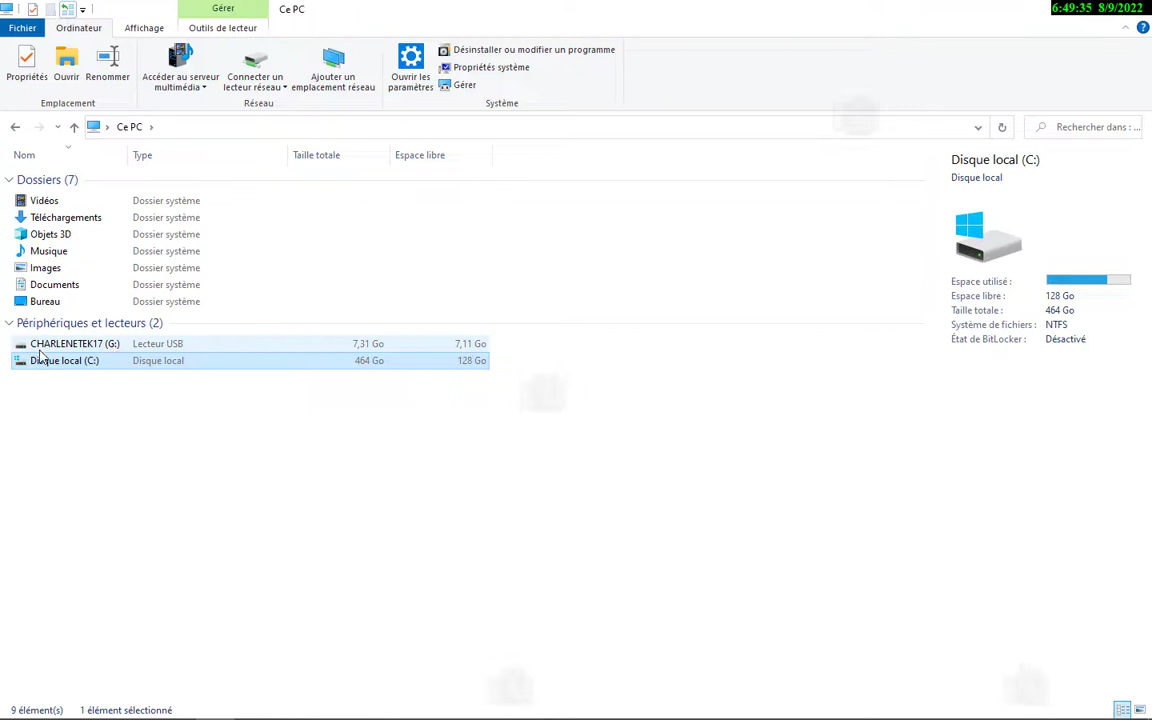 Gérer
Ce PC
6:49:35 8/9/2022
Fichier
Ordinateur
Affichage
Outils de lecteur
Propriétés
Ouvrir
Renommer
Accéder au serveur
multimédia
Connecter un
lecteur réseau
Ajouter un
emplacement réseau
Ouvrir les
paramètres
Désinstaller ou modifier un programme
Propriétés système
Gérer
Emplacement
Réseau
Système
Ce PC
Rechercher dans : ...
Nom
Type
Taille totale
Espace libre
Dossiers (7)
Vidéos Dossier système
Téléchargements Dossier système
Objets 3D Dossier système
Musique Dossier système
Images Dossier système
Documents Dossier système
Bureau Dossier système
Périphériques et lecteurs (2)
CHARLENETEK17 (G:) Lecteur USB 7,31 Go 7,11 Go
Disque local (C:) Disque local 464 Go 128 Go
Disque local (C:)
Disque local
Espace utilisé :
Espace libre : 128 Go
Taille totale : 464 Go
Système de fichiers : NTFS
État de BitLocker : Désactivé
9 élément(s) 1 élément sélectionné